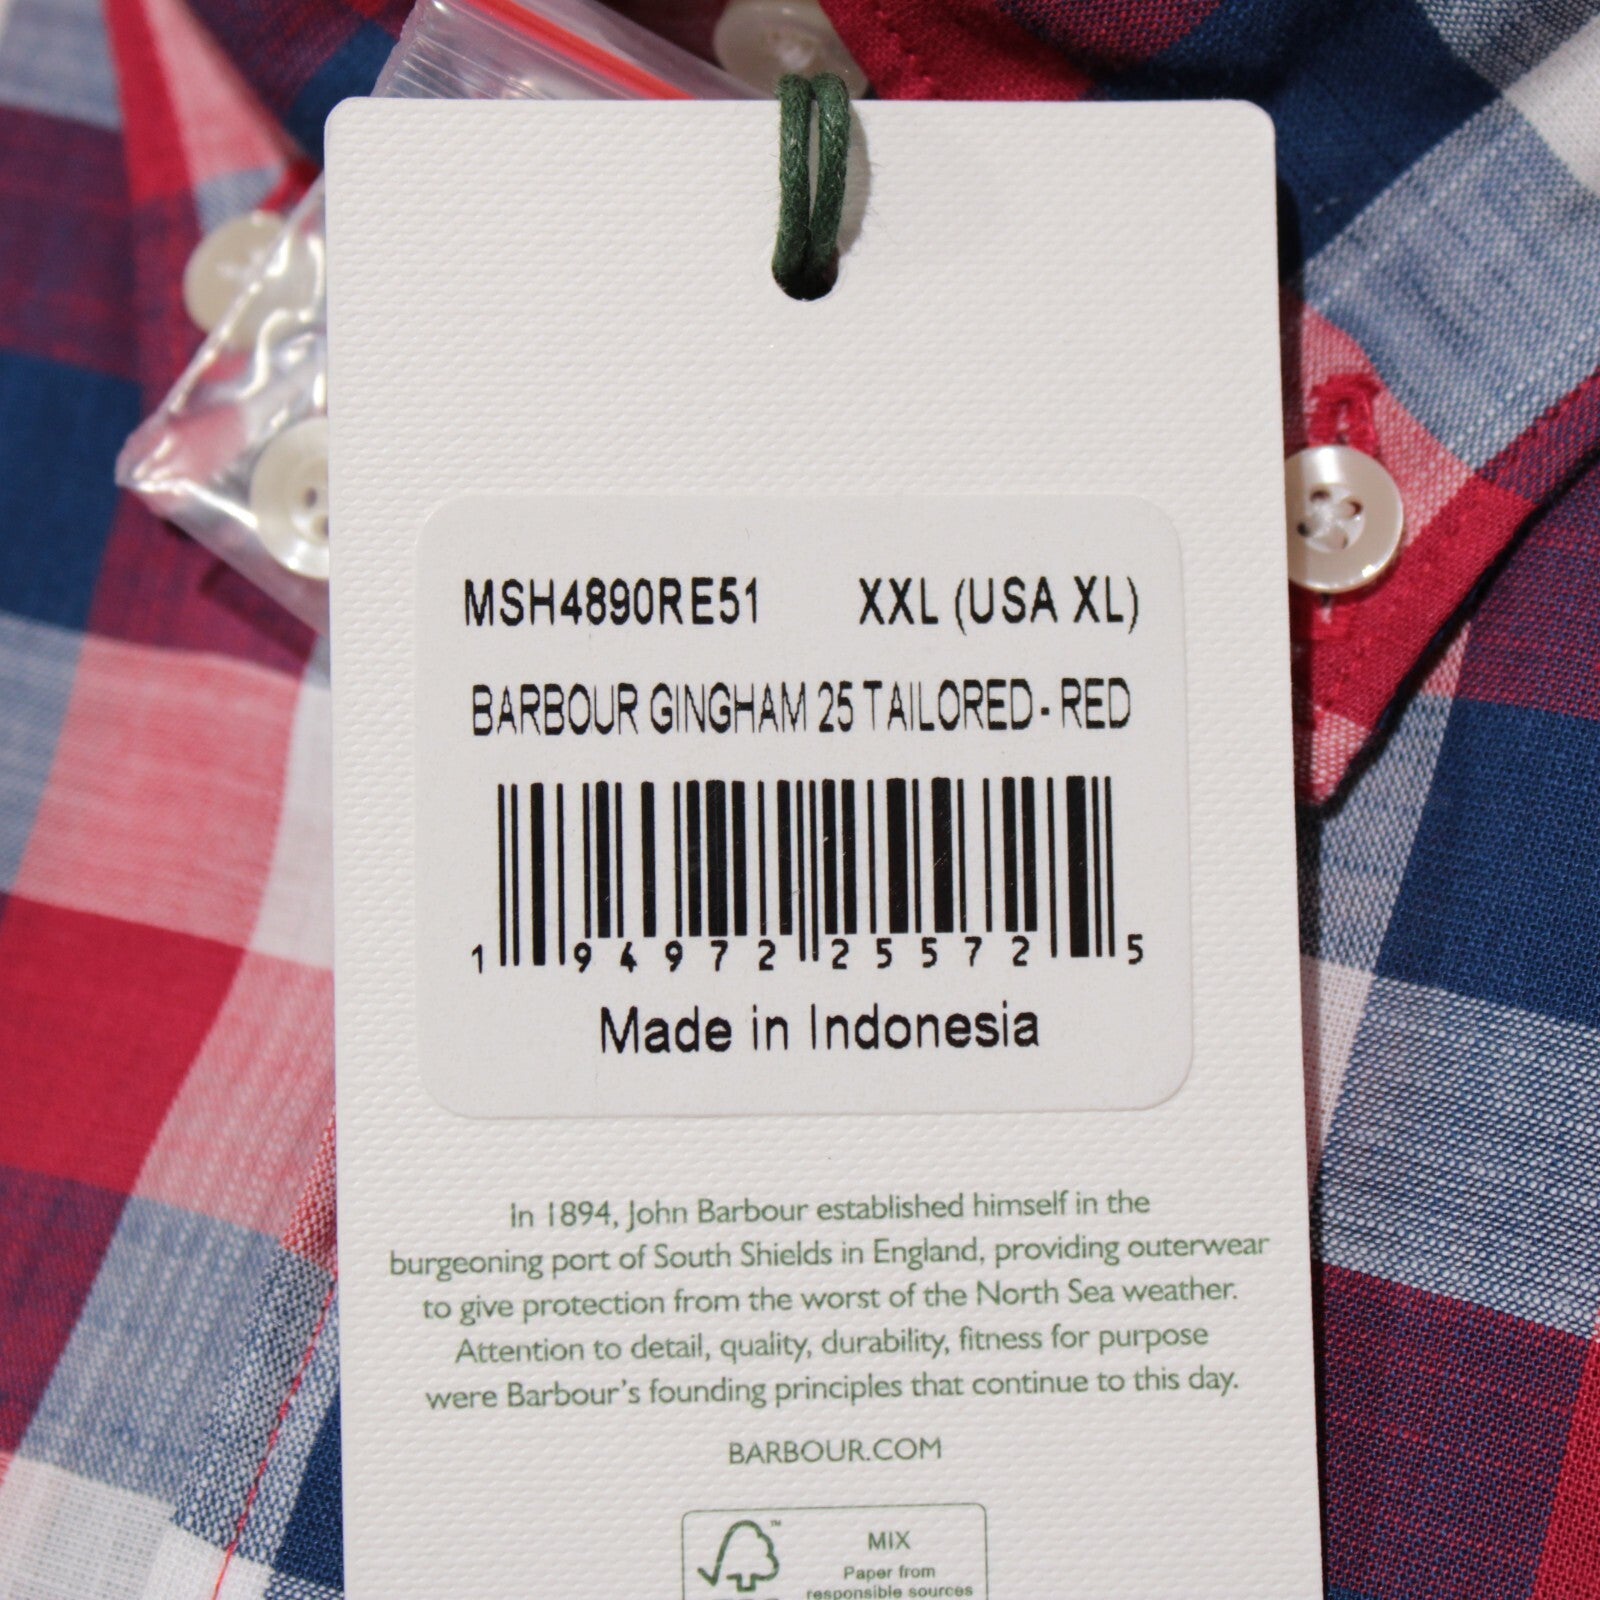 MSH4890RE51 XXL (USA XL)
BARBOUR GINGHAM 25 TAILORED - RED
1 94972 25572 5
Made in Indonesia
In 1894, John Barbour established himself in the
burgeoning port of South Shields in England, providing outerwear
to give protection from the worst of the North Sea weather.
Attention to detail, quality, durability, fitness for purpose
were Barbour's founding principles that continue to this day.
BARBOUR.COM
™
MIX
Paper from
responsible sources